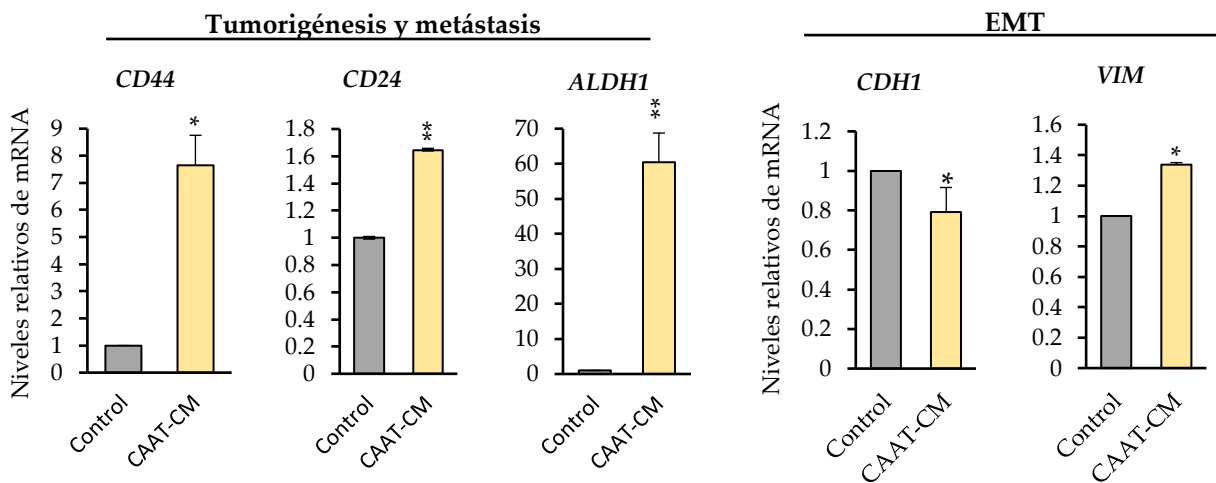 Tumorigénesis y metástasis
EMT
CD44
CD24
ALDH1
CDH1
VIM
Niveles relativos de mRNA
9
8
7
6
5
4
3
2
1
0
*
Control
CAAT-CM
1.8
1.6
1.4
1.2
1
0.8
0.6
0.4
0.2
0
**
Control
CAAT-CM
70
60
50
40
30
20
10
0
**
Control
CAAT-CM
Niveles relativos de mRNA
1.2
1
0.8
0.6
0.4
0.2
0
*
Control
CAAT-CM
1.6
1.4
1.2
1
0.8
0.6
0.4
0.2
0
*
Control
CAAT-CM